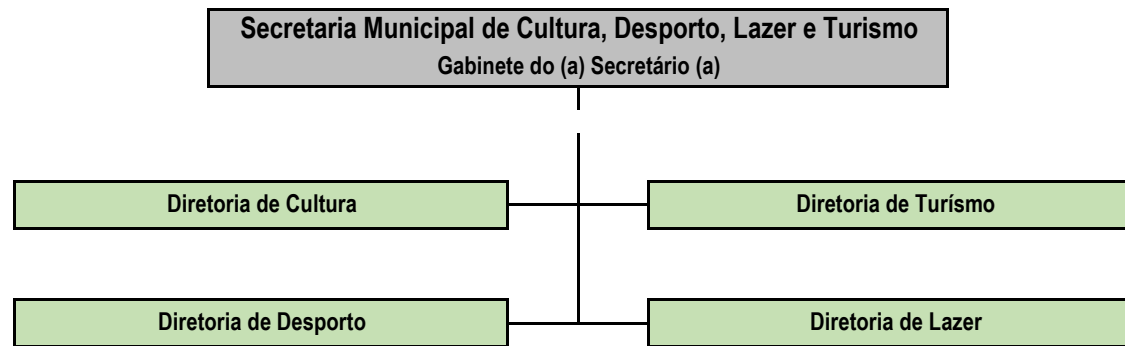 Secretaria Municipal de Cultura, Desporto, Lazer e Turismo
Gabinete do (a) Secretário (a)
Diretoria de Cultura
Diretoria de Turísmo
Diretoria de Desporto
Diretoria de Lazer